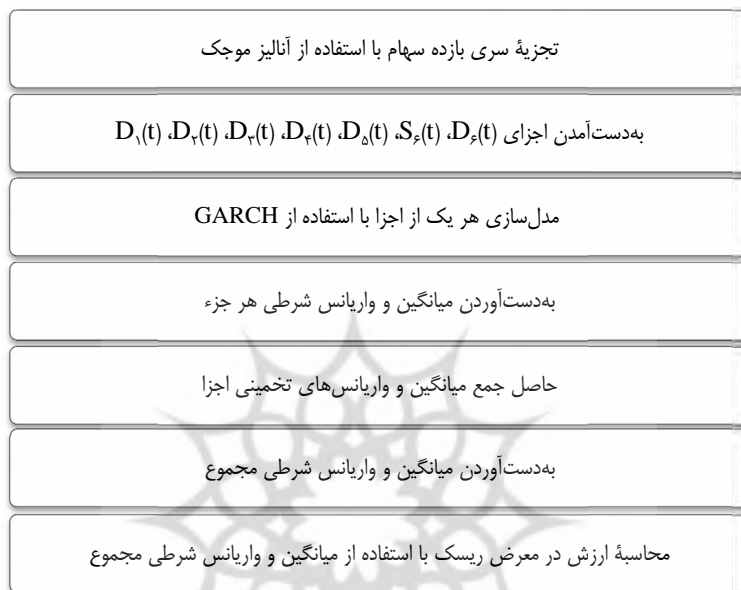 تجزیهٔ سری بازده سهام با استفاده از آنالیز موجک
به‌دست‌آمدن اجزای D۶(t)، S۶(t)، D۵(t)، D۴(t)، D۳(t)، D۲(t)، D۱(t)
مدل‌سازی هر یک از اجزا با استفاده از GARCH
به‌دست‌آوردن میانگین و واریانس شرطی هر جزء
حاصل جمع میانگین و واریانس‌های تخمینی اجزا
به‌دست‌آوردن میانگین و واریانس شرطی مجموع
محاسبهٔ ارزش در معرض ریسک با استفاده از میانگین و واریانس شرطی مجموع